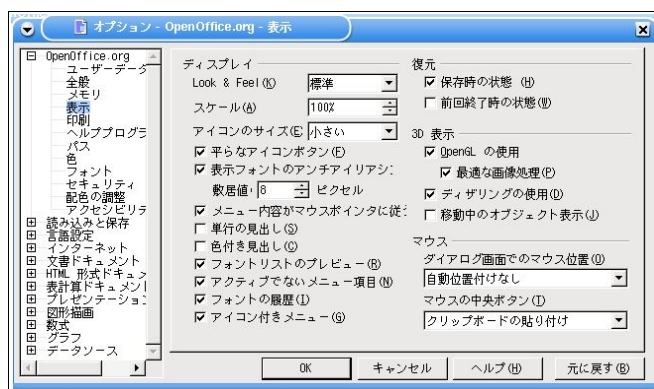 オプション - OpenOffice.org - 表示
OpenOffice.org
ユーザーデータ
全般
メモリ
表示
印刷
ヘルププログラ
パス
色
フォント
セキュリティ
配色の調整
アクセシビリテ
読み込みと保存
言語設定
インターネット
文書ドキュメント
HTML 形式ドキュメ
表計算ドキュメント
プレゼンテーショ
図形描画
数式
グラフ
データソース
ディスプレイ
Look & Feel(K) 標準
スケール(A) 100%
アイコンのサイズ(E 小さい
平らなアイコンボタン(F)
表示フォントのアンチアイリアシ
敷居値: 8 ピクセル
メニュー内容がマウスポインタに従
単行の見出し(S)
色付き見出し(C)
フォントリストのプレビュー(R)
アクティブでないメニュー項目(N)
フォントの履歴(I)
アイコン付きメニュー(G)
復元
保存時の状態 (H)
前回終了時の状態(W)
3D 表示
OpenGL の使用
最適な画像処理(P)
ディザリングの使用(D)
移動中のオブジェクト表示(J)
マウス
ダイアログ画面でのマウス位置(O)
自動位置付けなし
マウスの中央ボタン(T)
クリップボードの貼り付け
OK キャンセル ヘルプ(H) 元に戻す(B)